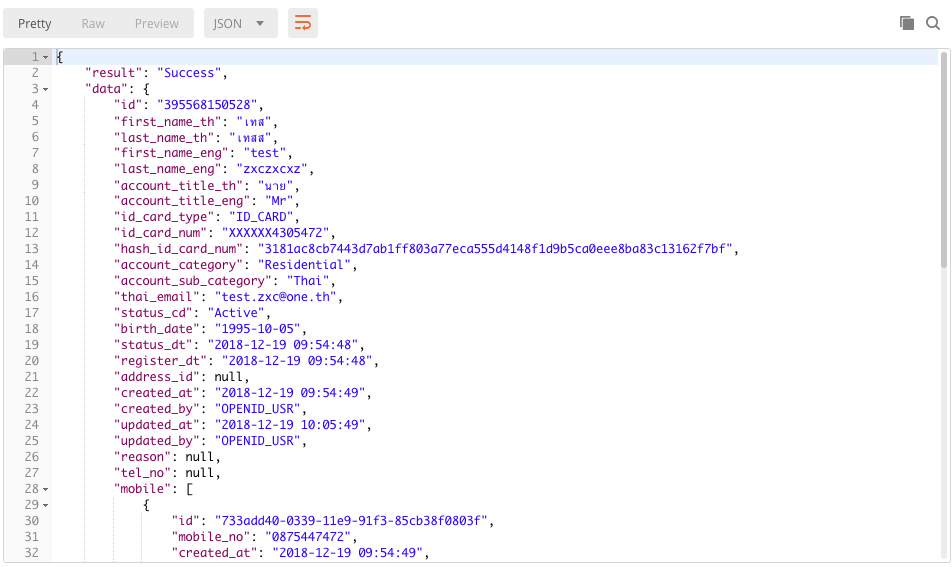 Pretty Raw Preview JSON
1 {
2 "result": "Success",
3 "data": {
4 "id": "395568150528",
5 "first_name_th": "เทส",
6 "last_name_th": "เทสส",
7 "first_name_eng": "test",
8 "last_name_eng": "zxczxcxz",
9 "account_title_th": "นาย",
10 "account_title_eng": "Mr",
11 "id_card_type": "ID_CARD",
12 "id_card_num": "XXXXXX4305472",
13 "hash_id_card_num": "3181ac8cb7443d7ab1ff803a77eca555d4148f1d9b5ca0eee8ba83c13162f7bf",
14 "account_category": "Residential",
15 "account_sub_category": "Thai",
16 "thai_email": "test.zxc@one.th",
17 "status_cd": "Active",
18 "birth_date": "1995-10-05",
19 "status_dt": "2018-12-19 09:54:48",
20 "register_dt": "2018-12-19 09:54:48",
21 "address_id": null,
22 "created_at": "2018-12-19 09:54:49",
23 "created_by": "OPENID_USR",
24 "updated_at": "2018-12-19 10:05:49",
25 "updated_by": "OPENID_USR",
26 "reason": null,
27 "tel_no": null,
28 "mobile": [
29 {
30 "id": "733add40-0339-11e9-91f3-85cb38f0803f",
31 "mobile_no": "0875447472",
32 "created_at": "2018-12-19 09:54:49",